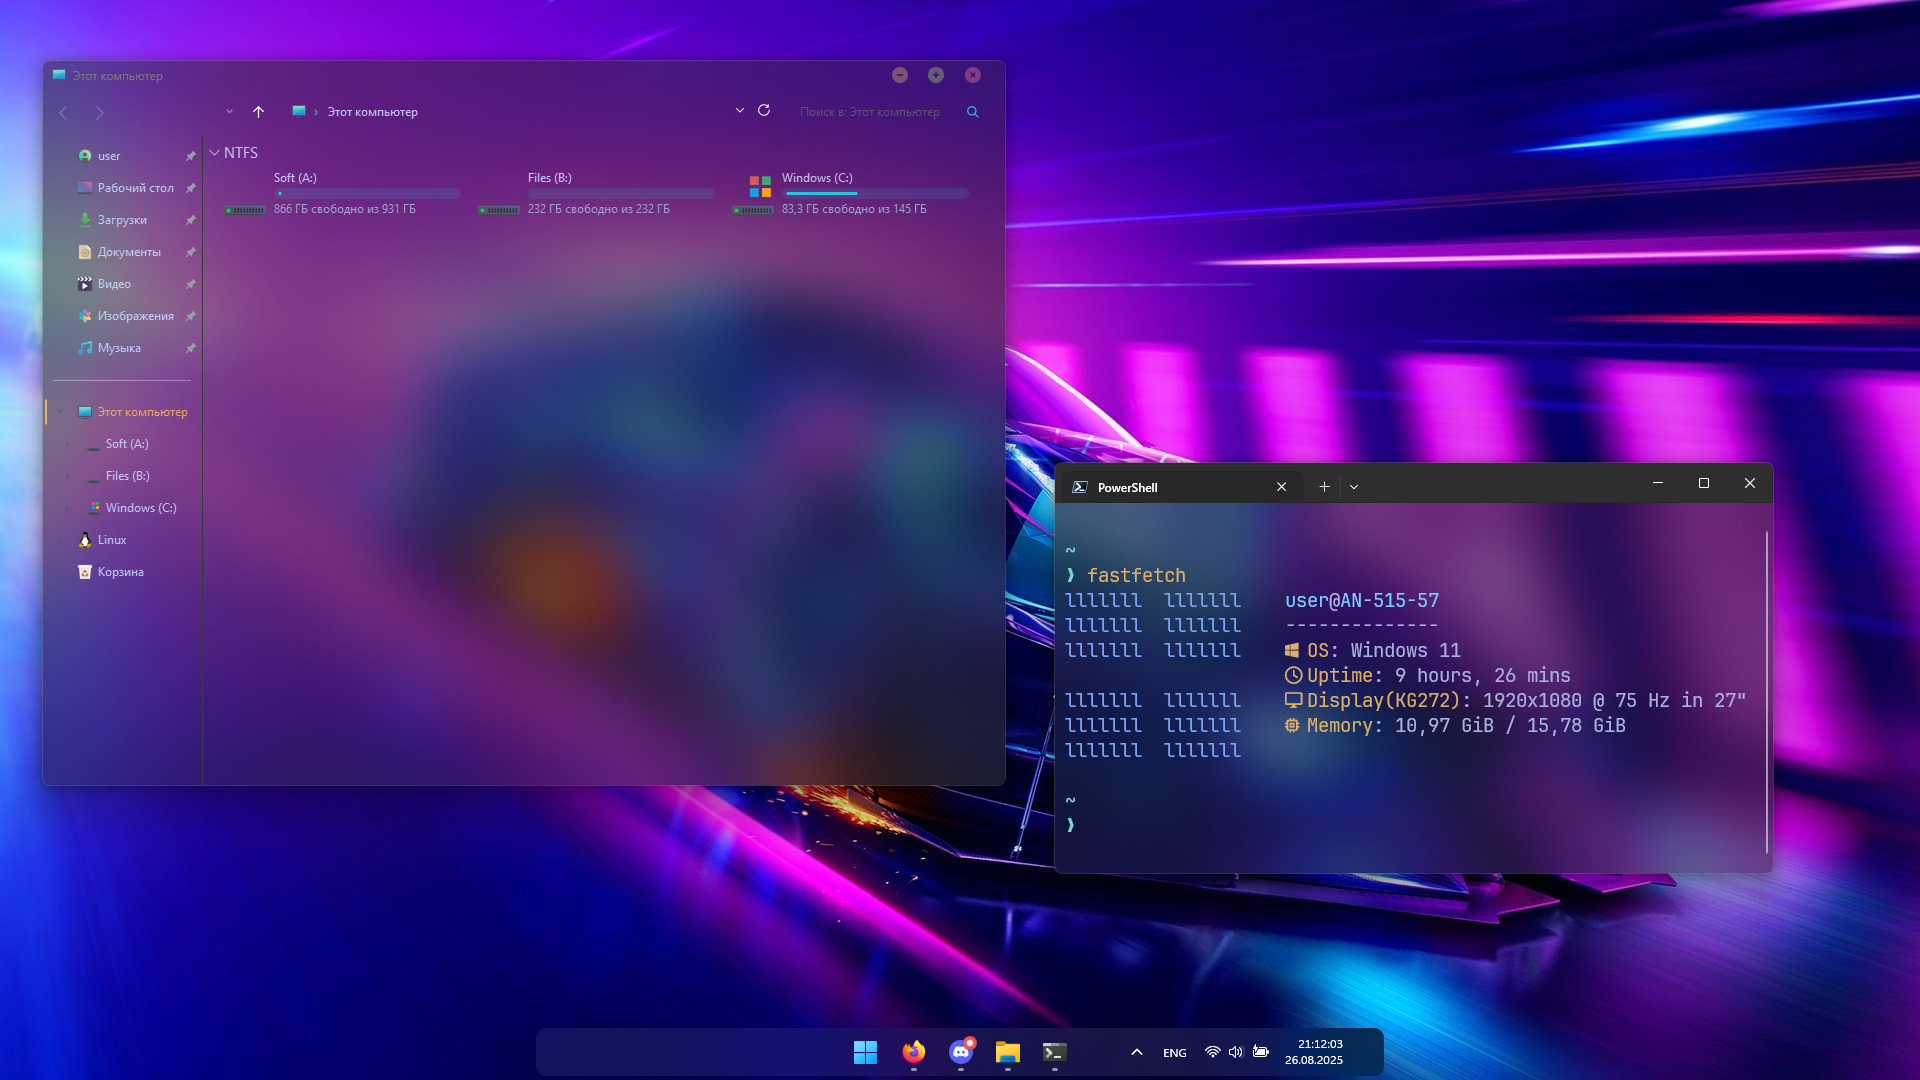 Этот компьютер
Этот компьютер
Поиск в: Этот компьютер
user
Рабочий стол
Загрузки
Документы
Видео
Изображения
Музыка
Этот компьютер
Soft (A:)
Files (B:)
Windows (C:)
Linux
Корзина
NTFS
Soft (A:)
866 ГБ свободно из 931 ГБ
Files (B:)
232 ГБ свободно из 232 ГБ
Windows (C:)
83,3 ГБ свободно из 145 ГБ
PowerShell
~
❯ fastfetch
lllllll  lllllll    user@AN-515-57
lllllll  lllllll    --------------
lllllll  lllllll    OS: Windows 11
Uptime: 9 hours, 26 mins
lllllll  lllllll    Display(KG272): 1920x1080 @ 75 Hz in 27"
lllllll  lllllll    Memory: 10,97 GiB / 15,78 GiB
lllllll  lllllll
~
❯
ENG
21:12:03
26.08.2025